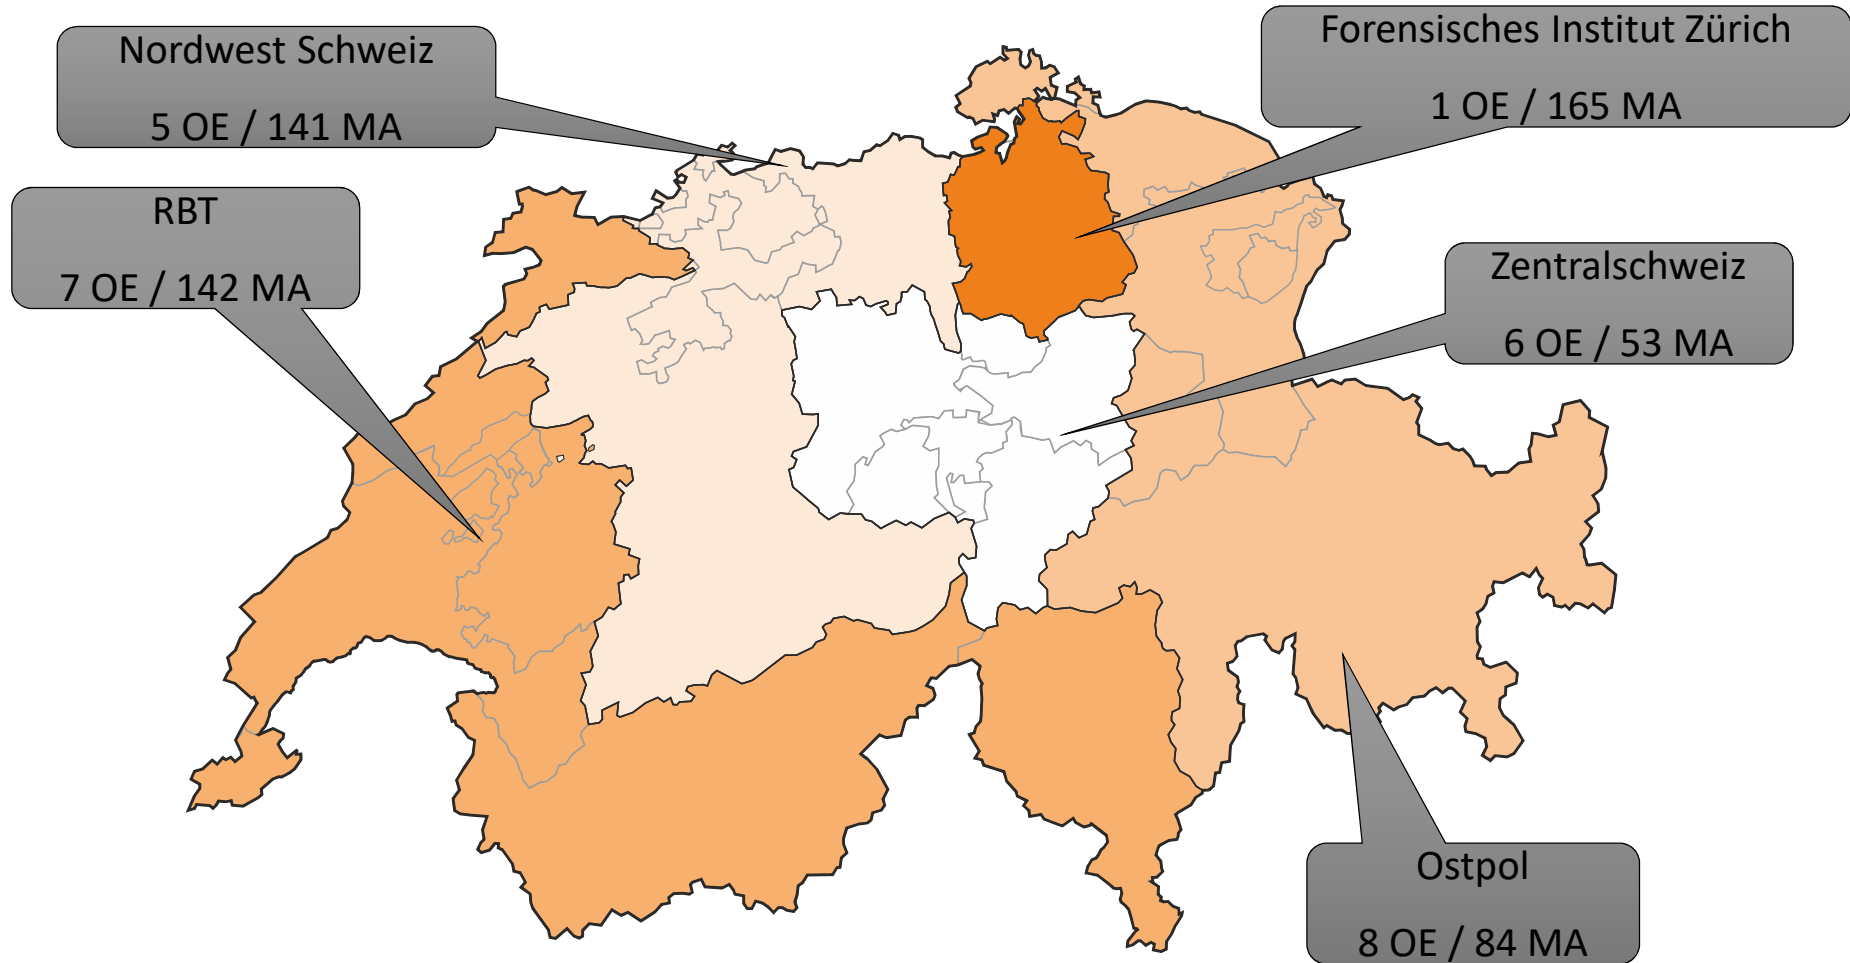 Nordwest Schweiz
5 OE / 141 MA
Forensisches Institut Zürich
1 OE / 165 MA
RBT
7 OE / 142 MA
Zentralschweiz
6 OE / 53 MA
Ostpol
8 OE / 84 MA